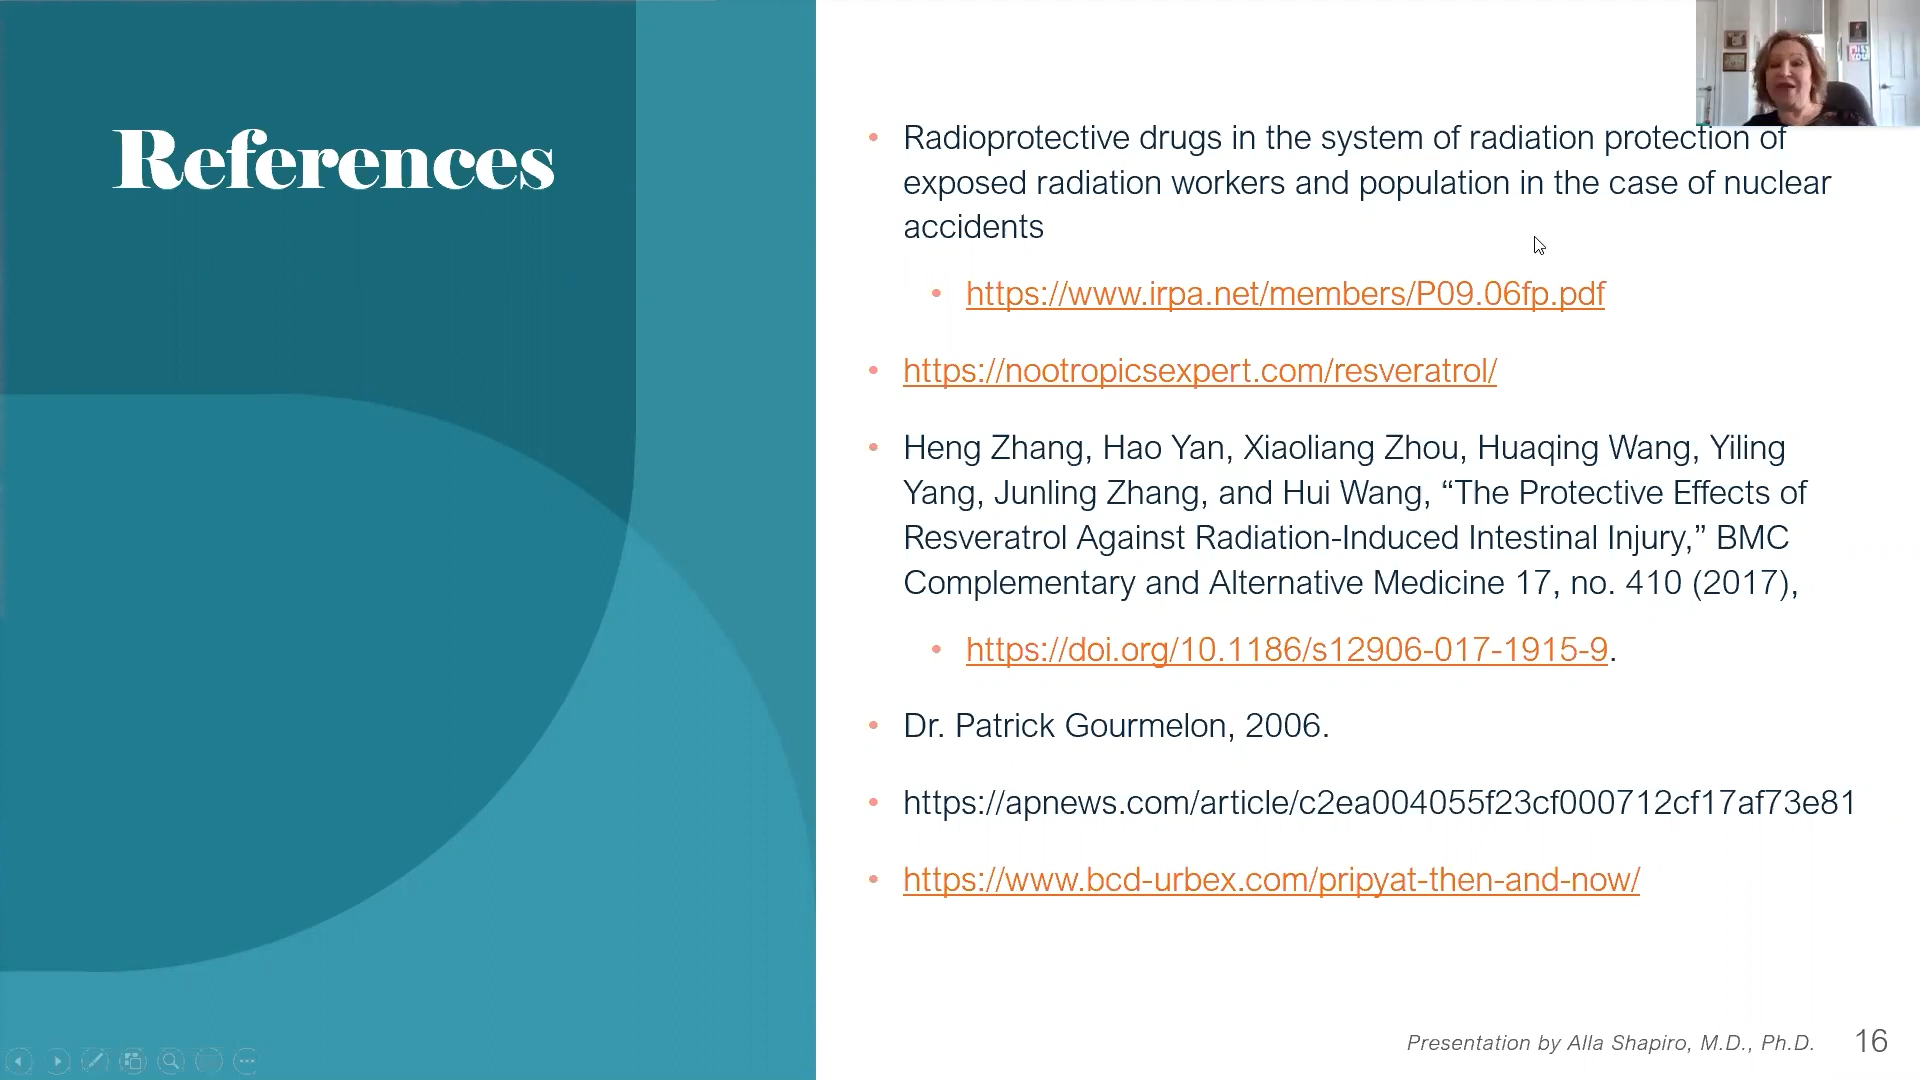 References
Radioprotective drugs in the system of radiation protection of
exposed radiation workers and population in the case of nuclear
accidents
https://www.irpa.net/members/P09.06fp.pdf
https://nootropicsexpert.com/resveratrol/
Heng Zhang, Hao Yan, Xiaoliang Zhou, Huaqing Wang, Yiling
Yang, Junling Zhang, and Hui Wang, “The Protective Effects of
Resveratrol Against Radiation-Induced Intestinal Injury,” BMC
Complementary and Alternative Medicine 17, no. 410 (2017),
https://doi.org/10.1186/s12906-017-1915-9.
Dr. Patrick Gourmelon, 2006.
https://apnews.com/article/c2ea004055f23cf000712cf17af73e81
https://www.bcd-urbex.com/pripyat-then-and-now/
Presentation by Alla Shapiro, M.D., Ph.D.
16